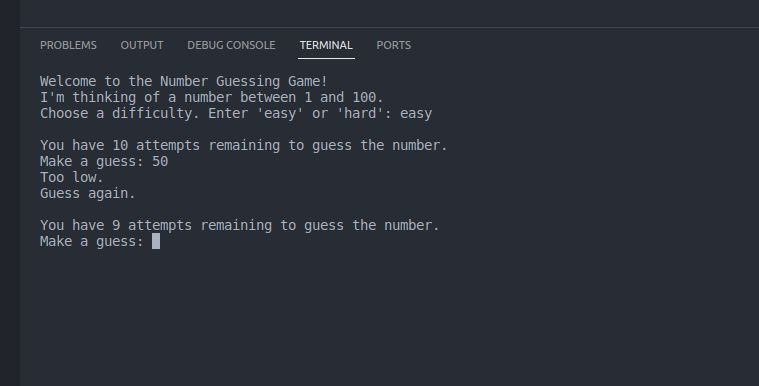 PROBLEMS OUTPUT DEBUG CONSOLE TERMINAL PORTS
Welcome to the Number Guessing Game!
I'm thinking of a number between 1 and 100.
Choose a difficulty. Enter 'easy' or 'hard': easy
You have 10 attempts remaining to guess the number.
Make a guess: 50
Too low.
Guess again.
You have 9 attempts remaining to guess the number.
Make a guess: